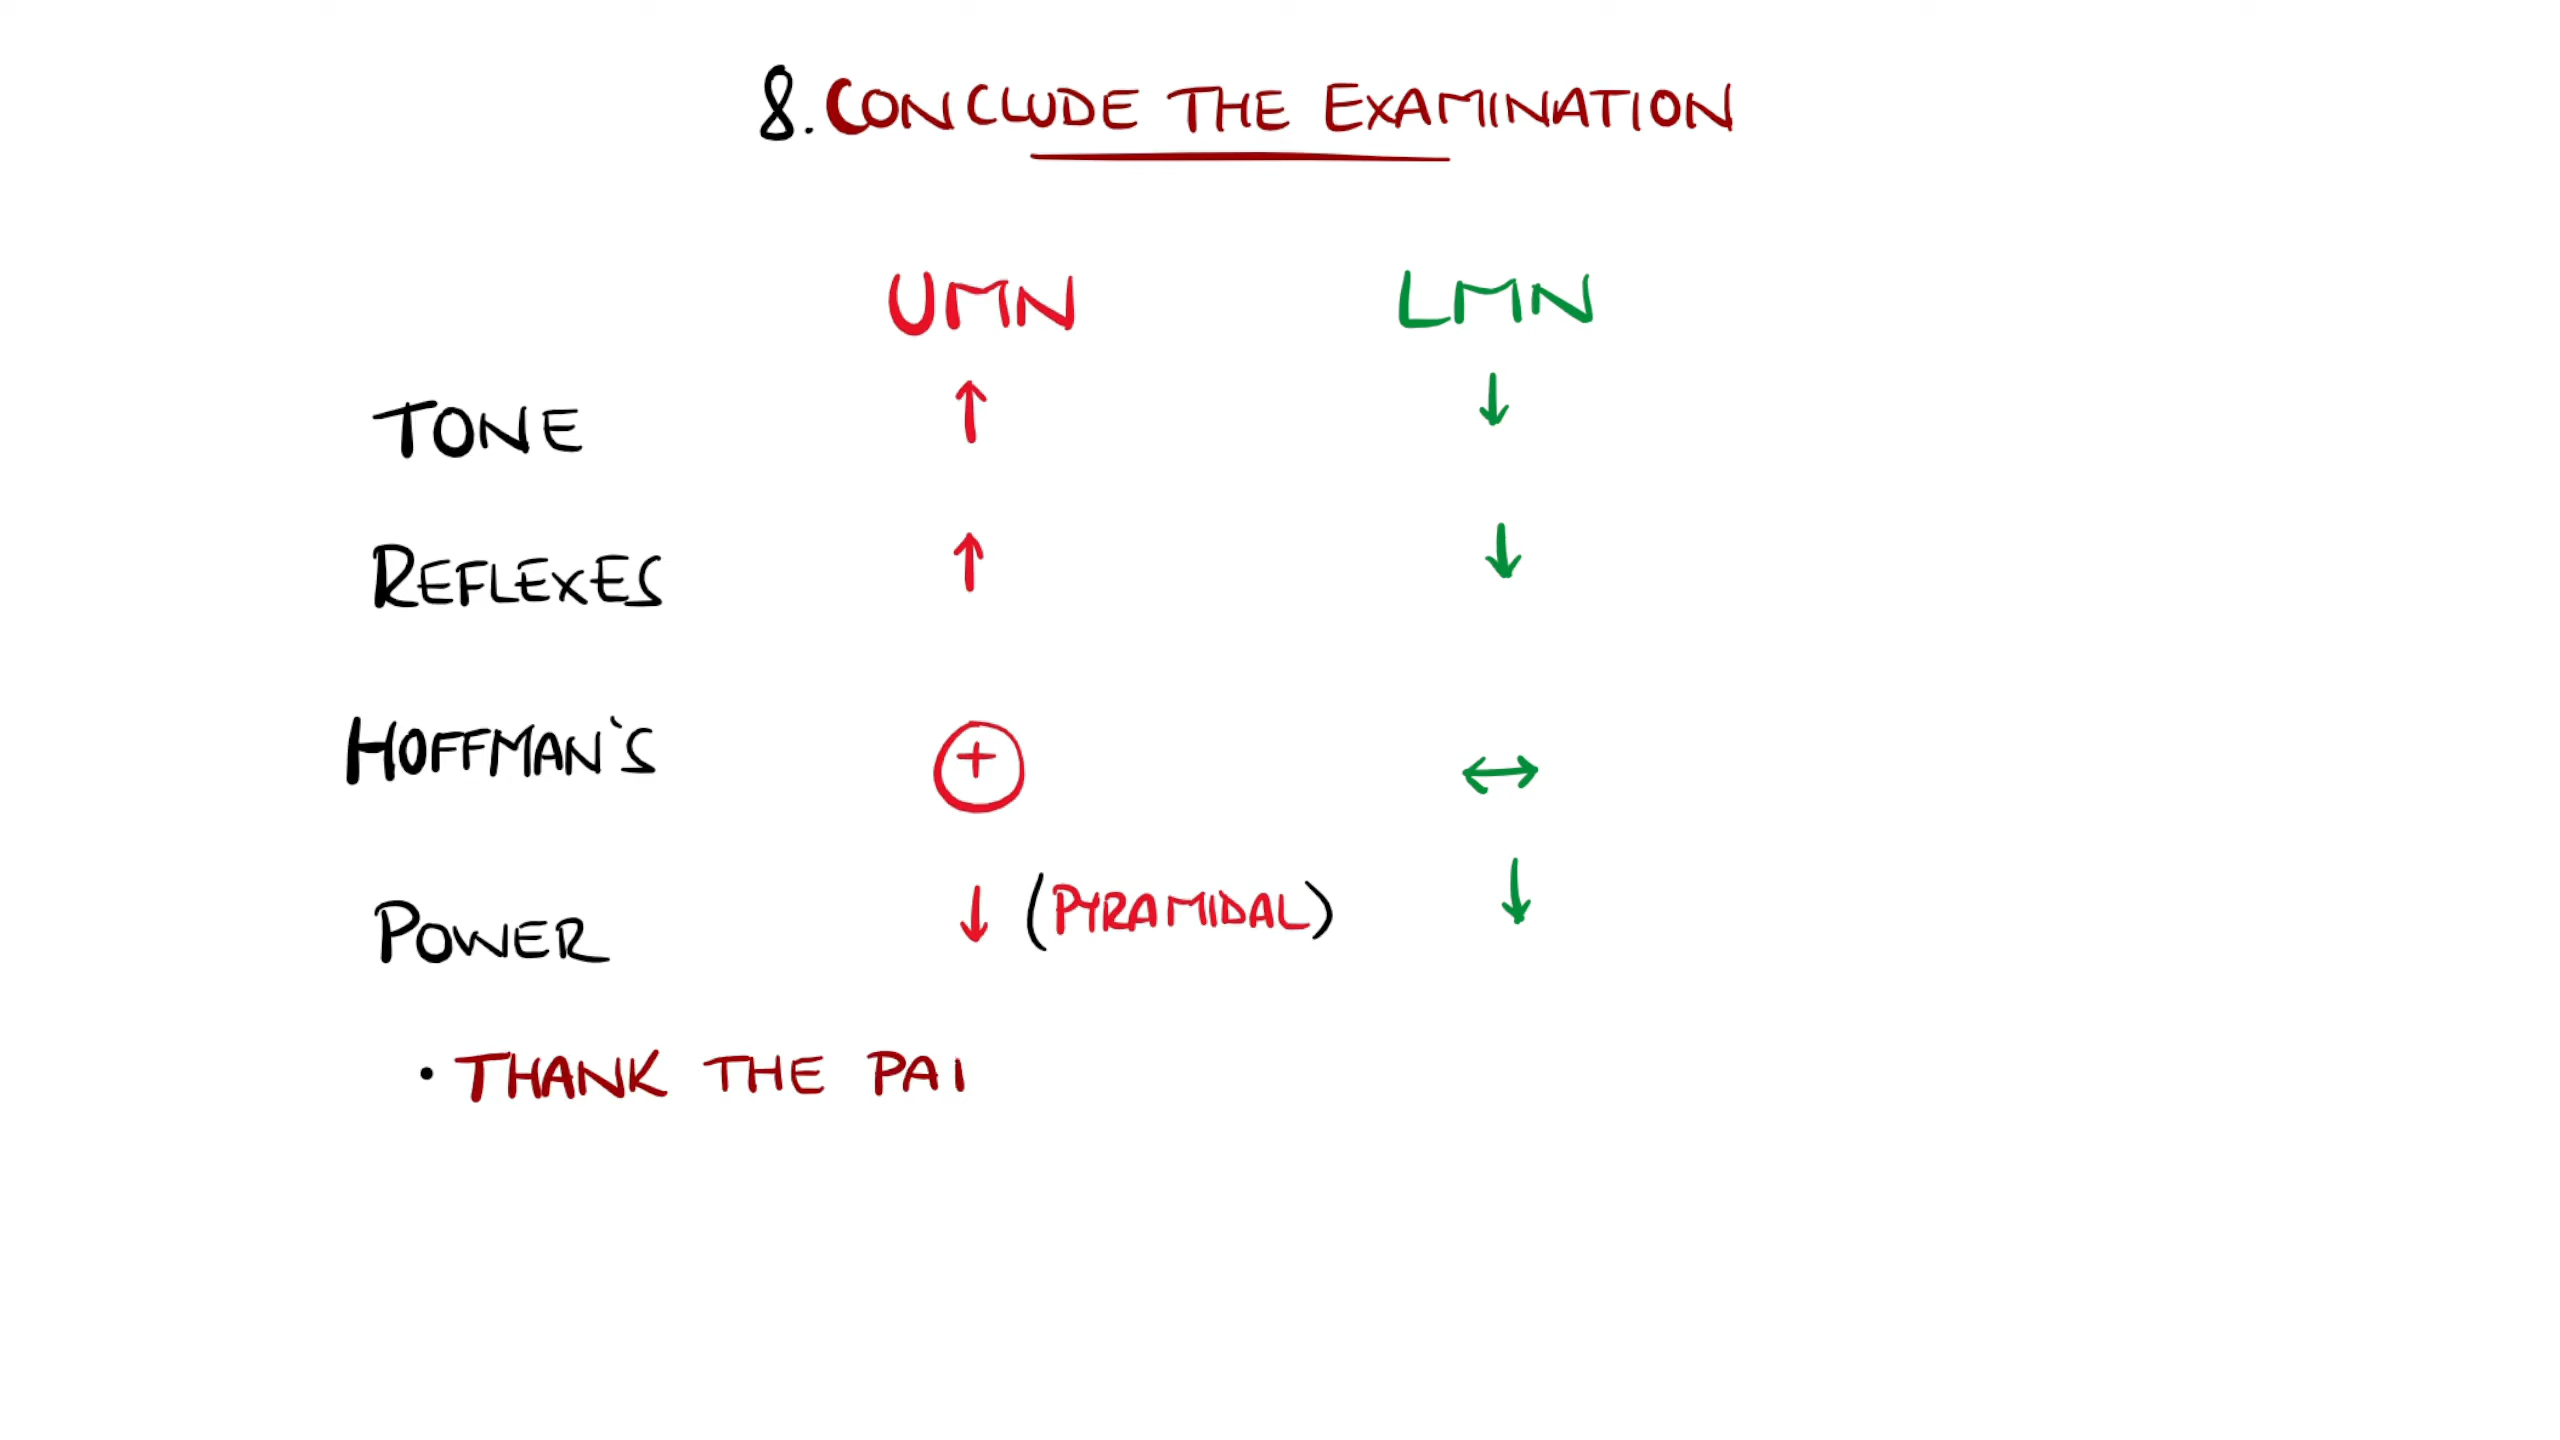 8. CONCLUDE THE EXAMINATION
UMN LMN
TONE ↑ ↓
REFLEXES ↑ ↓
HOFFMAN'S + ↔
POWER ↓ (PYRAMIDAL) ↓
• THANK THE PAI